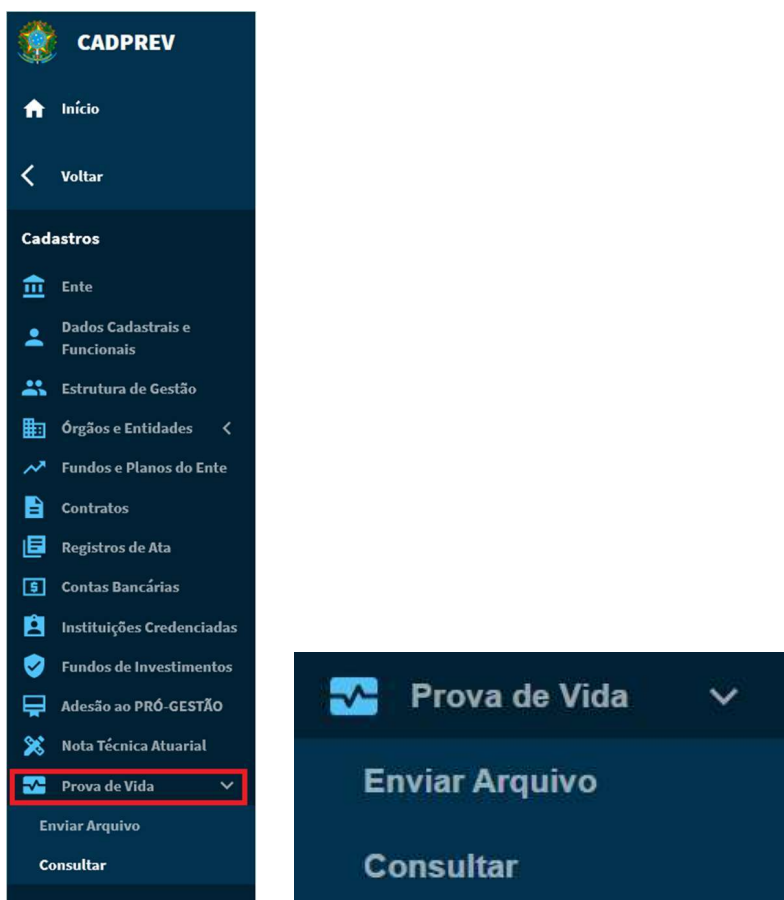 CADPREV
Início
Voltar
Cadastros
Ente
Dados Cadastrais e
Funcionais
Estrutura de Gestão
Órgãos e Entidades
Fundos e Planos do Ente
Contratos
Registros de Ata
Contas Bancárias
Instituições Credenciadas
Fundos de Investimentos
Adesão ao PRÓ-GESTÃO
Nota Técnica Atuarial
Prova de Vida
Enviar Arquivo
Consultar
Prova de Vida
Enviar Arquivo
Consultar